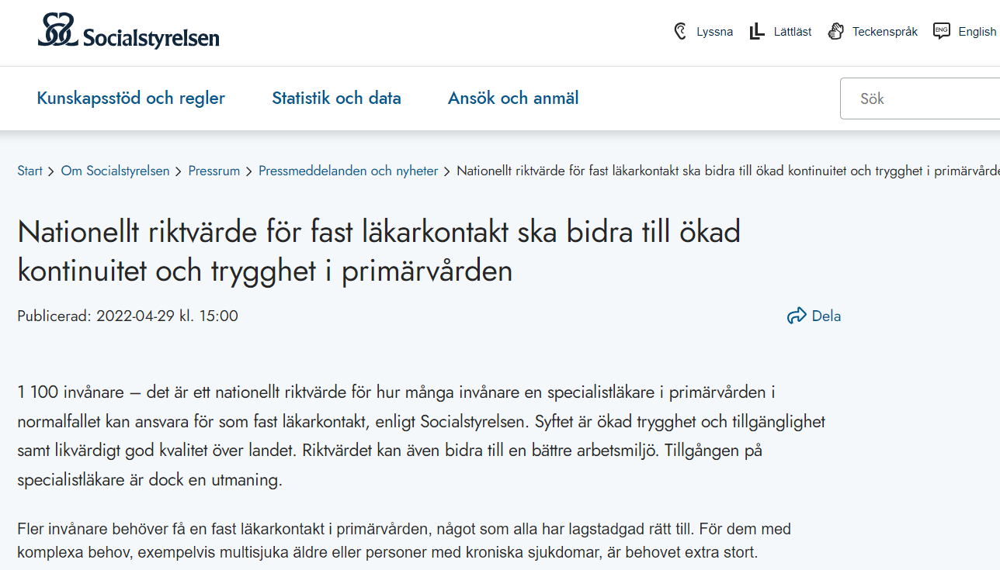 Socialstyrelsen
Lyssna
Lättläst
Teckenspråk
ENG
English
Kunskapsstöd och regler
Statistik och data
Ansök och anmäl
Sök
Start > Om Socialstyrelsen > Pressrum > Pressmeddelanden och nyheter > Nationellt riktvärde för fast läkarkontakt ska bidra till ökad kontinuitet och trygghet i
Nationellt riktvärde för fast läkarkontakt ska bidra till ökad
kontinuitet och trygghet i primärvården
Publicerad: 2022-04-29 kl. 15:00
Dela
1 100 invånare – det är ett nationellt riktvärde för hur många invånare en specialistläkare i primärvården i
normalfallet kan ansvara för som fast läkarkontakt, enligt Socialstyrelsen. Syftet är ökad trygghet och tillgänglighet
samt likvärdigt god kvalitet över landet. Riktvärdet kan även bidra till en bättre arbetsmiljö. Tillgången på
specialistläkare är dock en utmaning.
Fler invånare behöver få en fast läkarkontakt i primärvården, något som alla har lagstadgad rätt till. För dem med
komplexa behov, exempelvis multisjuka äldre eller personer med kroniska sjukdomar, är behovet extra stort.